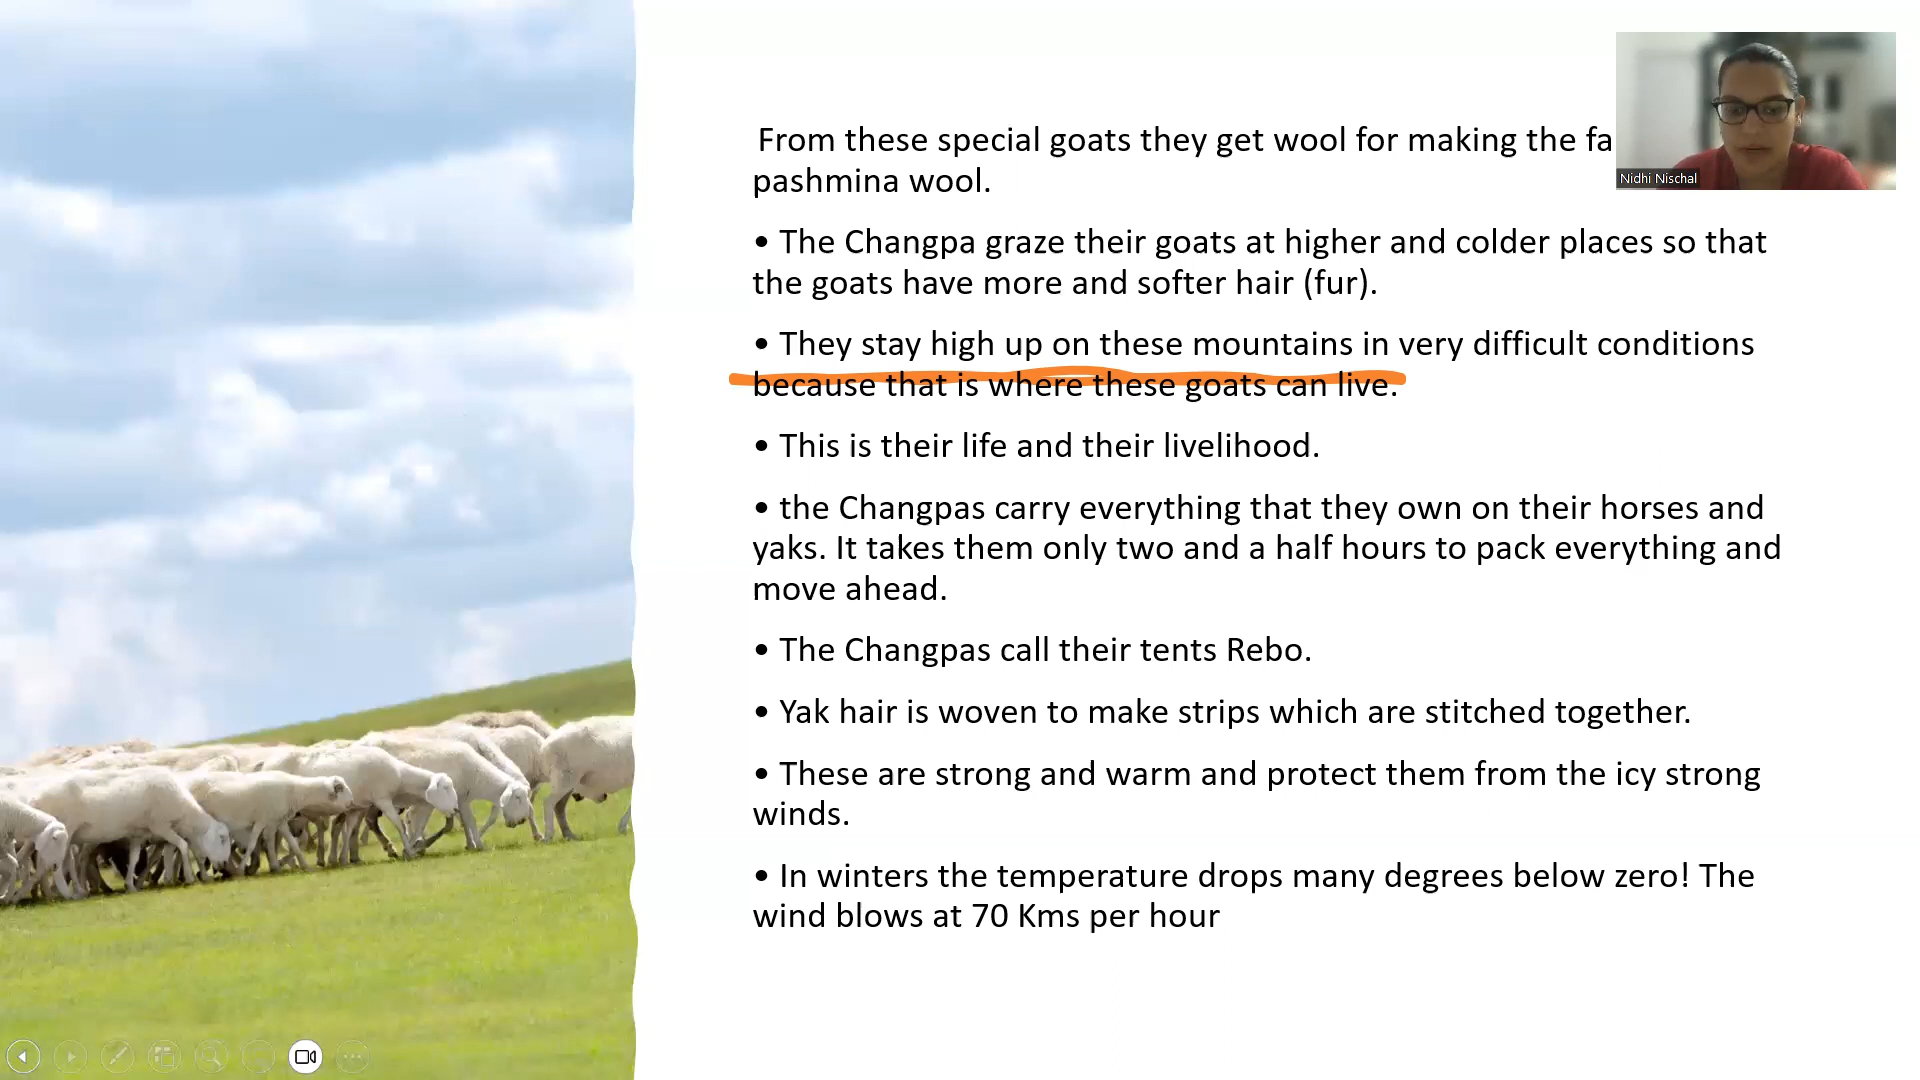 From these special goats they get wool for making the fa
pashmina wool.
• The Changpa graze their goats at higher and colder places so that
the goats have more and softer hair (fur).
• They stay high up on these mountains in very difficult conditions
because that is where these goats can live.
• This is their life and their livelihood.
• the Changpas carry everything that they own on their horses and
yaks. It takes them only two and a half hours to pack everything and
move ahead.
• The Changpas call their tents Rebo.
• Yak hair is woven to make strips which are stitched together.
• These are strong and warm and protect them from the icy strong
winds.
• In winters the temperature drops many degrees below zero! The
wind blows at 70 Kms per hour
Nidhi Nischal